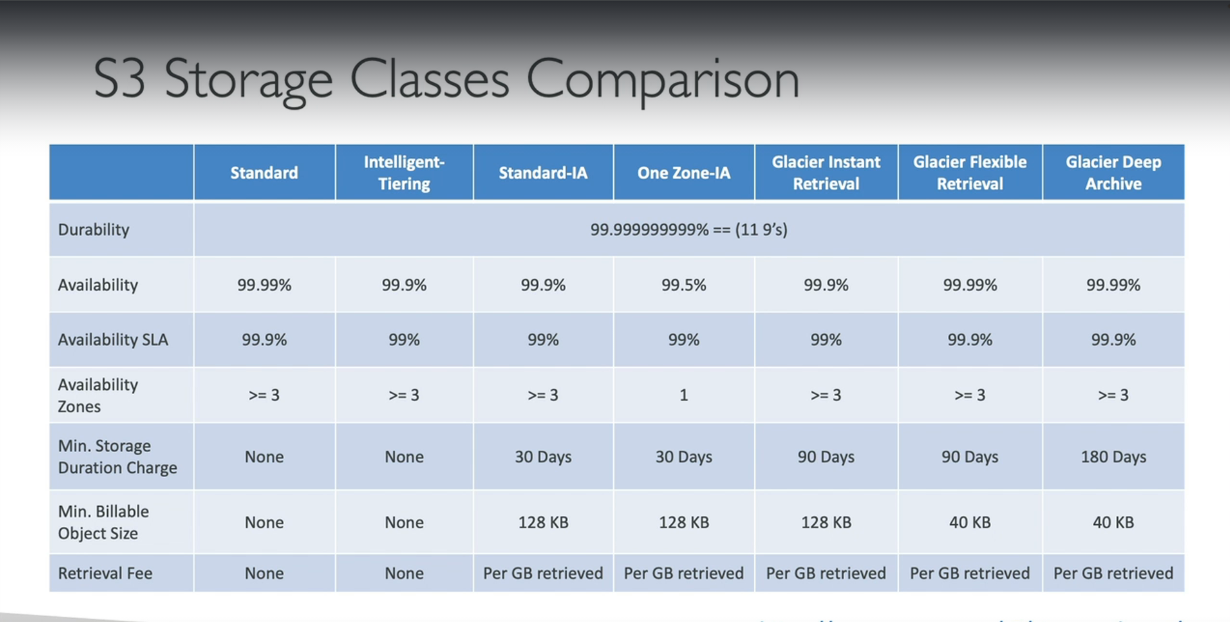 S3 Storage Classes Comparison
Standard
Intelligent-
Tiering
Standard-IA
One Zone-IA
Glacier Instant
Retrieval
Glacier Flexible
Retrieval
Glacier Deep
Archive
Durability
99.999999999% == (11 9’s)
Availability
99.99%
99.9%
99.9%
99.5%
99.9%
99.99%
99.99%
Availability SLA
99.9%
99%
99%
99%
99%
99.9%
99.9%
Availability
Zones
>= 3
>= 3
>= 3
1
>= 3
>= 3
>= 3
Min. Storage
Duration Charge
None
None
30 Days
30 Days
90 Days
90 Days
180 Days
Min. Billable
Object Size
None
None
128 KB
128 KB
128 KB
40 KB
40 KB
Retrieval Fee
None
None
Per GB retrieved
Per GB retrieved
Per GB retrieved
Per GB retrieved
Per GB retrieved